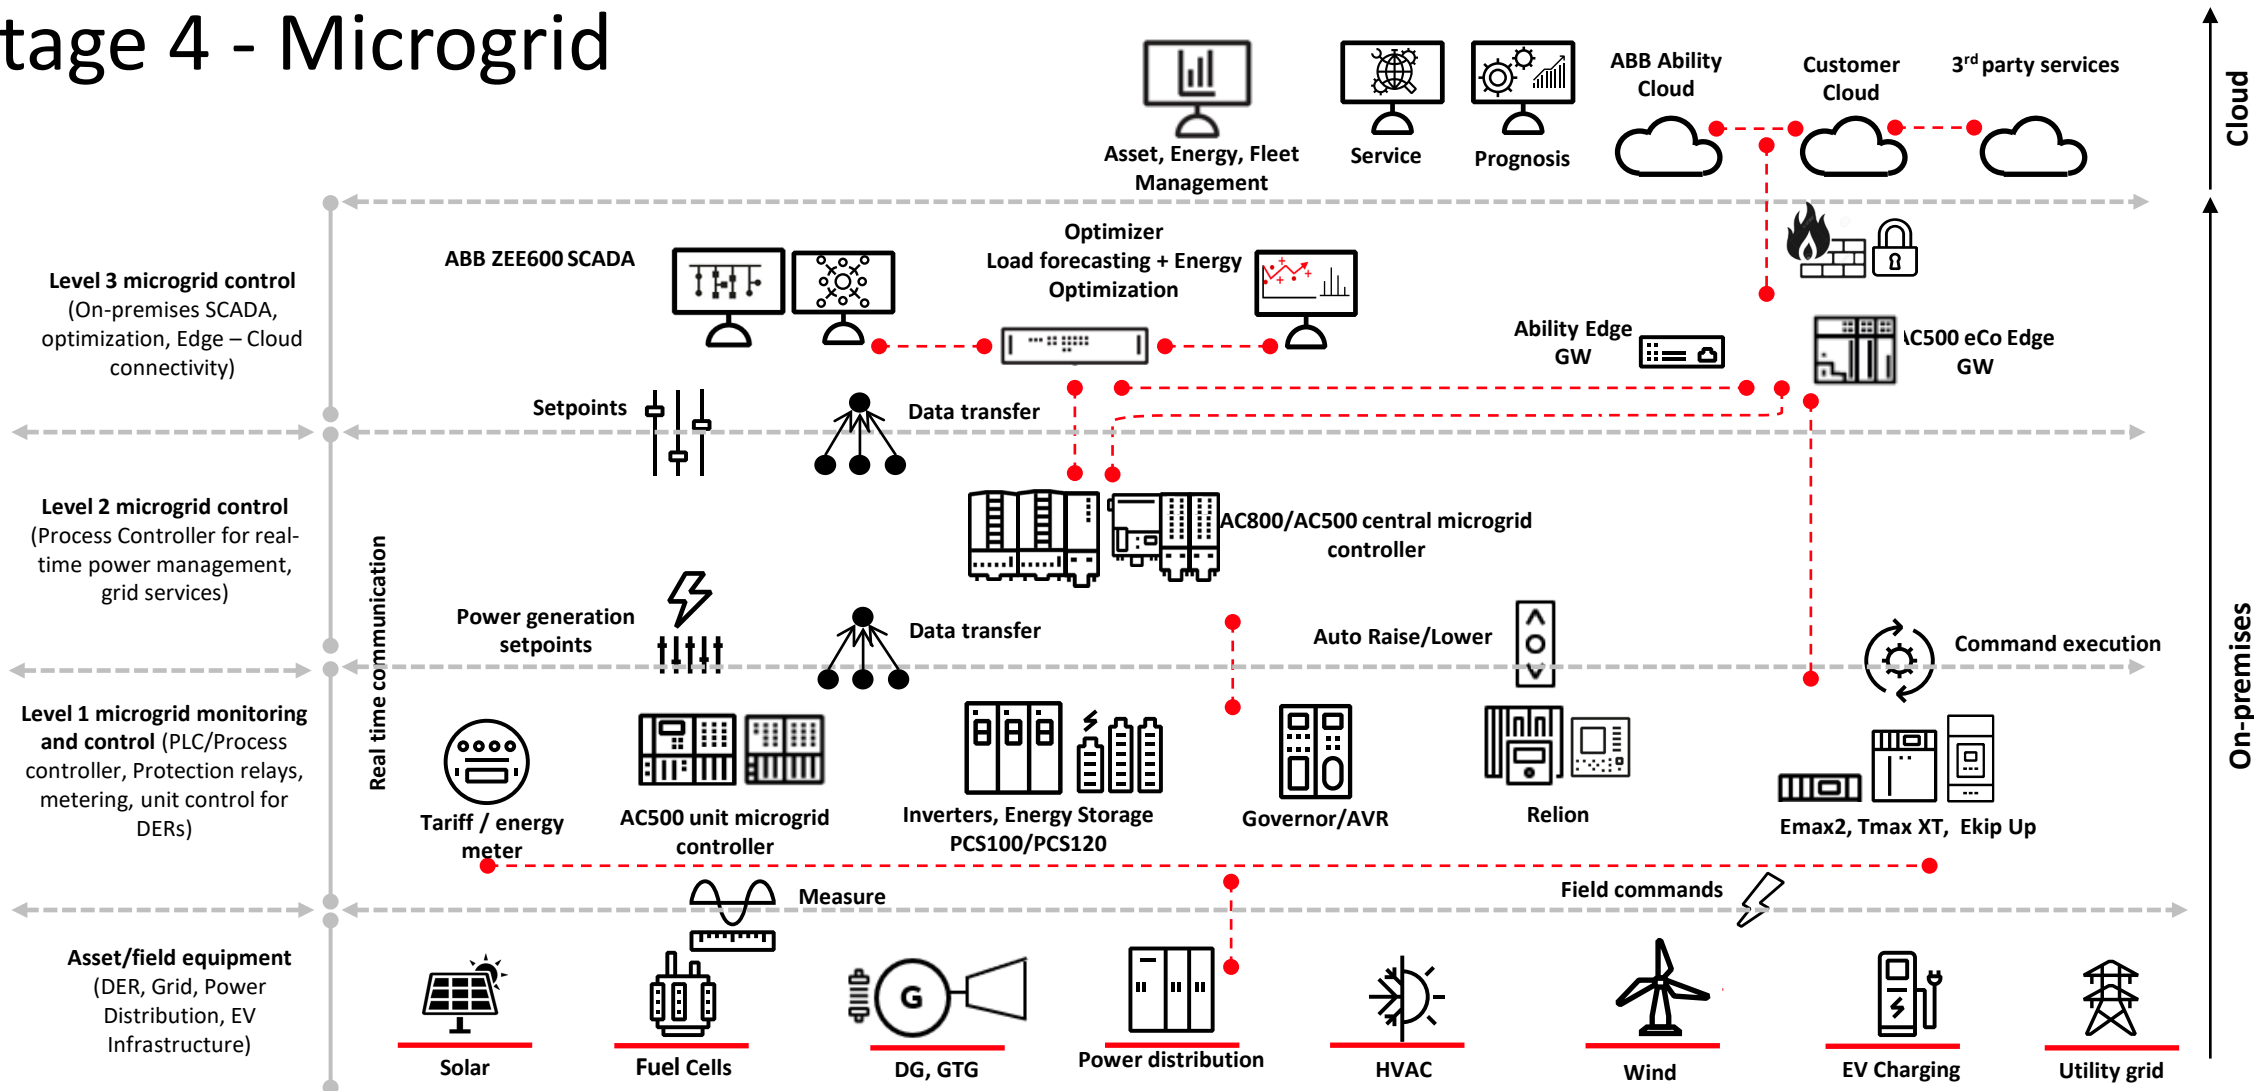 tage 4 - Microgrid
ABB Ability
Cloud
Customer
Cloud
3rd party services
Cloud
Asset, Energy, Fleet
Management
Service
Prognosis
Level 3 microgrid control
(On-premises SCADA,
optimization, Edge – Cloud
connectivity)
ABB ZEE600 SCADA
Optimizer
Load forecasting + Energy
Optimization
Ability Edge
GW
AC500 eCo Edge
GW
Setpoints
Data transfer
Level 2 microgrid control
(Process Controller for real-
time power management,
grid services)
Real time communication
AC800/AC500 central microgrid
controller
Power generation
setpoints
Data transfer
Auto Raise/Lower
Command execution
On-premises
Level 1 microgrid monitoring
and control (PLC/Process
controller, Protection relays,
metering, unit control for
DERs)
Tariff / energy
meter
AC500 unit microgrid
controller
Inverters, Energy Storage
PCS100/PCS120
Governor/AVR
Relion
Emax2, Tmax XT, Ekip Up
Measure
Field commands
Asset/field equipment
(DER, Grid, Power
Distribution, EV
Infrastructure)
G
Solar
Fuel Cells
DG, GTG
Power distribution
HVAC
Wind
EV Charging
Utility grid